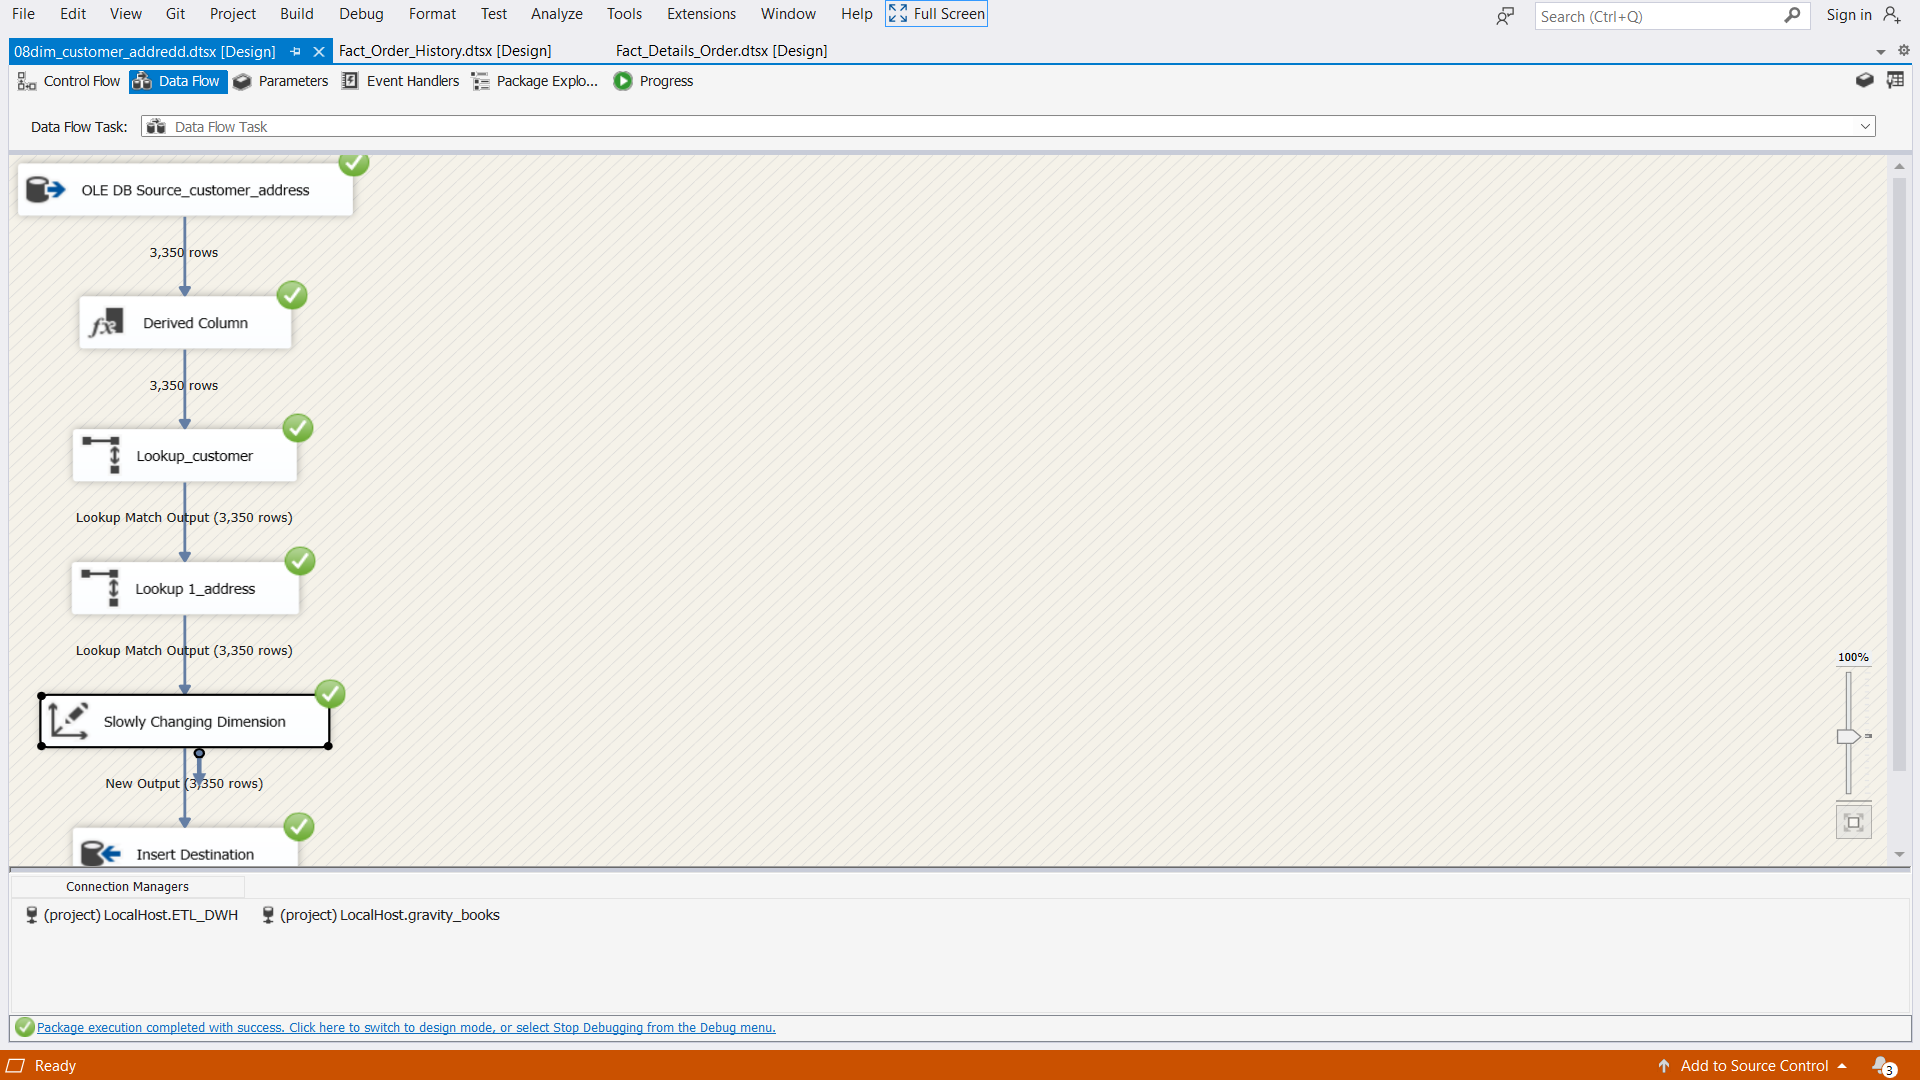 File Edit View Git Project Build Debug Format Test Analyze Tools Extensions Window Help Full Screen Search (Ctrl+Q) Sign in
08dim_customer_addredd.dtsx [Design] Fact_Order_History.dtsx [Design] Fact_Details_Order.dtsx [Design]
Control Flow Data Flow Parameters Event Handlers Package Explo... Progress
Data Flow Task: Data Flow Task
OLE DB Source_customer_address
3,350 rows
Derived Column
3,350 rows
Lookup_customer
Lookup Match Output (3,350 rows)
Lookup 1_address
Lookup Match Output (3,350 rows)
100%
Slowly Changing Dimension
New Output (3,350 rows)
Insert Destination
Connection Managers
(project) LocalHost.ETL_DWH (project) LocalHost.gravity_books
Package execution completed with success. Click here to switch to design mode, or select Stop Debugging from the Debug menu.
Ready Add to Source Control 3